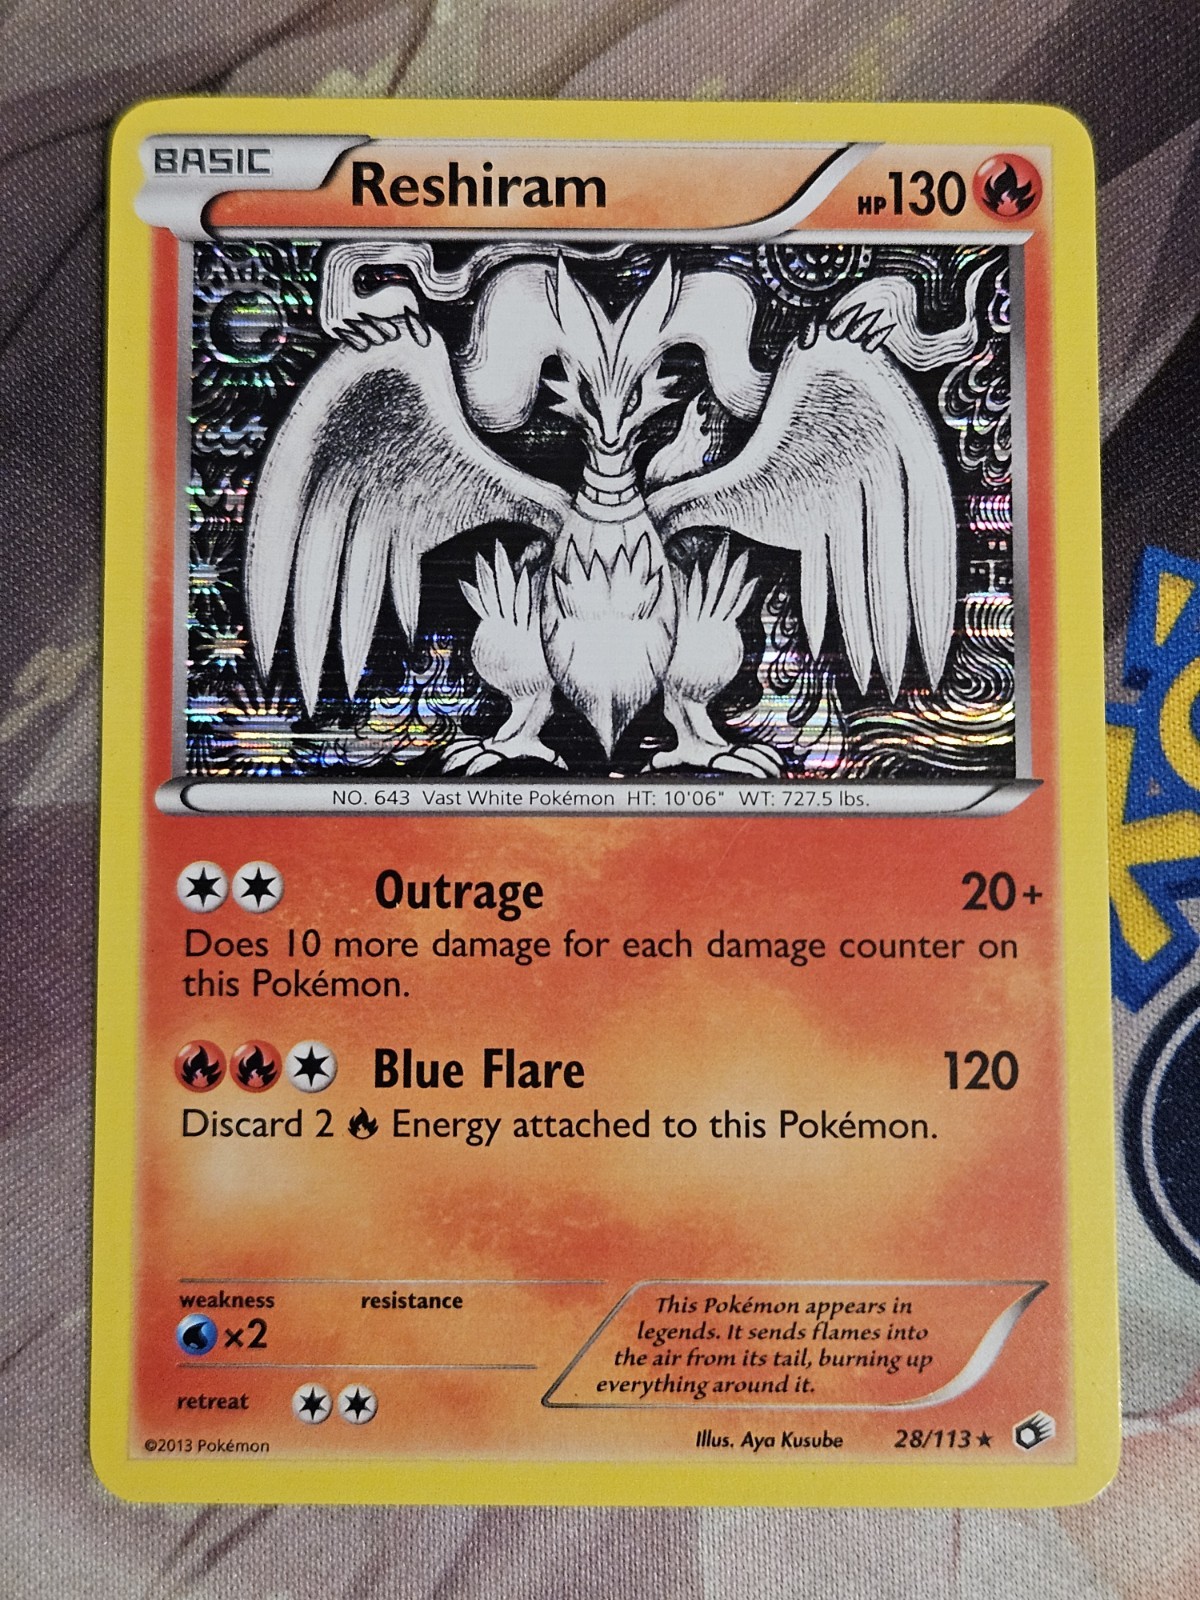 BASIC
Reshiram
HP130
NO. 643 Vast White Pokémon HT: 10'06" WT: 727.5 lbs.
Outrage 20+
Does 10 more damage for each damage counter on
this Pokémon.
Blue Flare 120
Discard 2 Energy attached to this Pokémon.
weakness resistance
×2
This Pokémon appears in
legends. It sends flames into
the air from its tail, burning up
everything around it.
retreat
©2013 Pokémon
Illus. Aya Kusube 28/113 ★